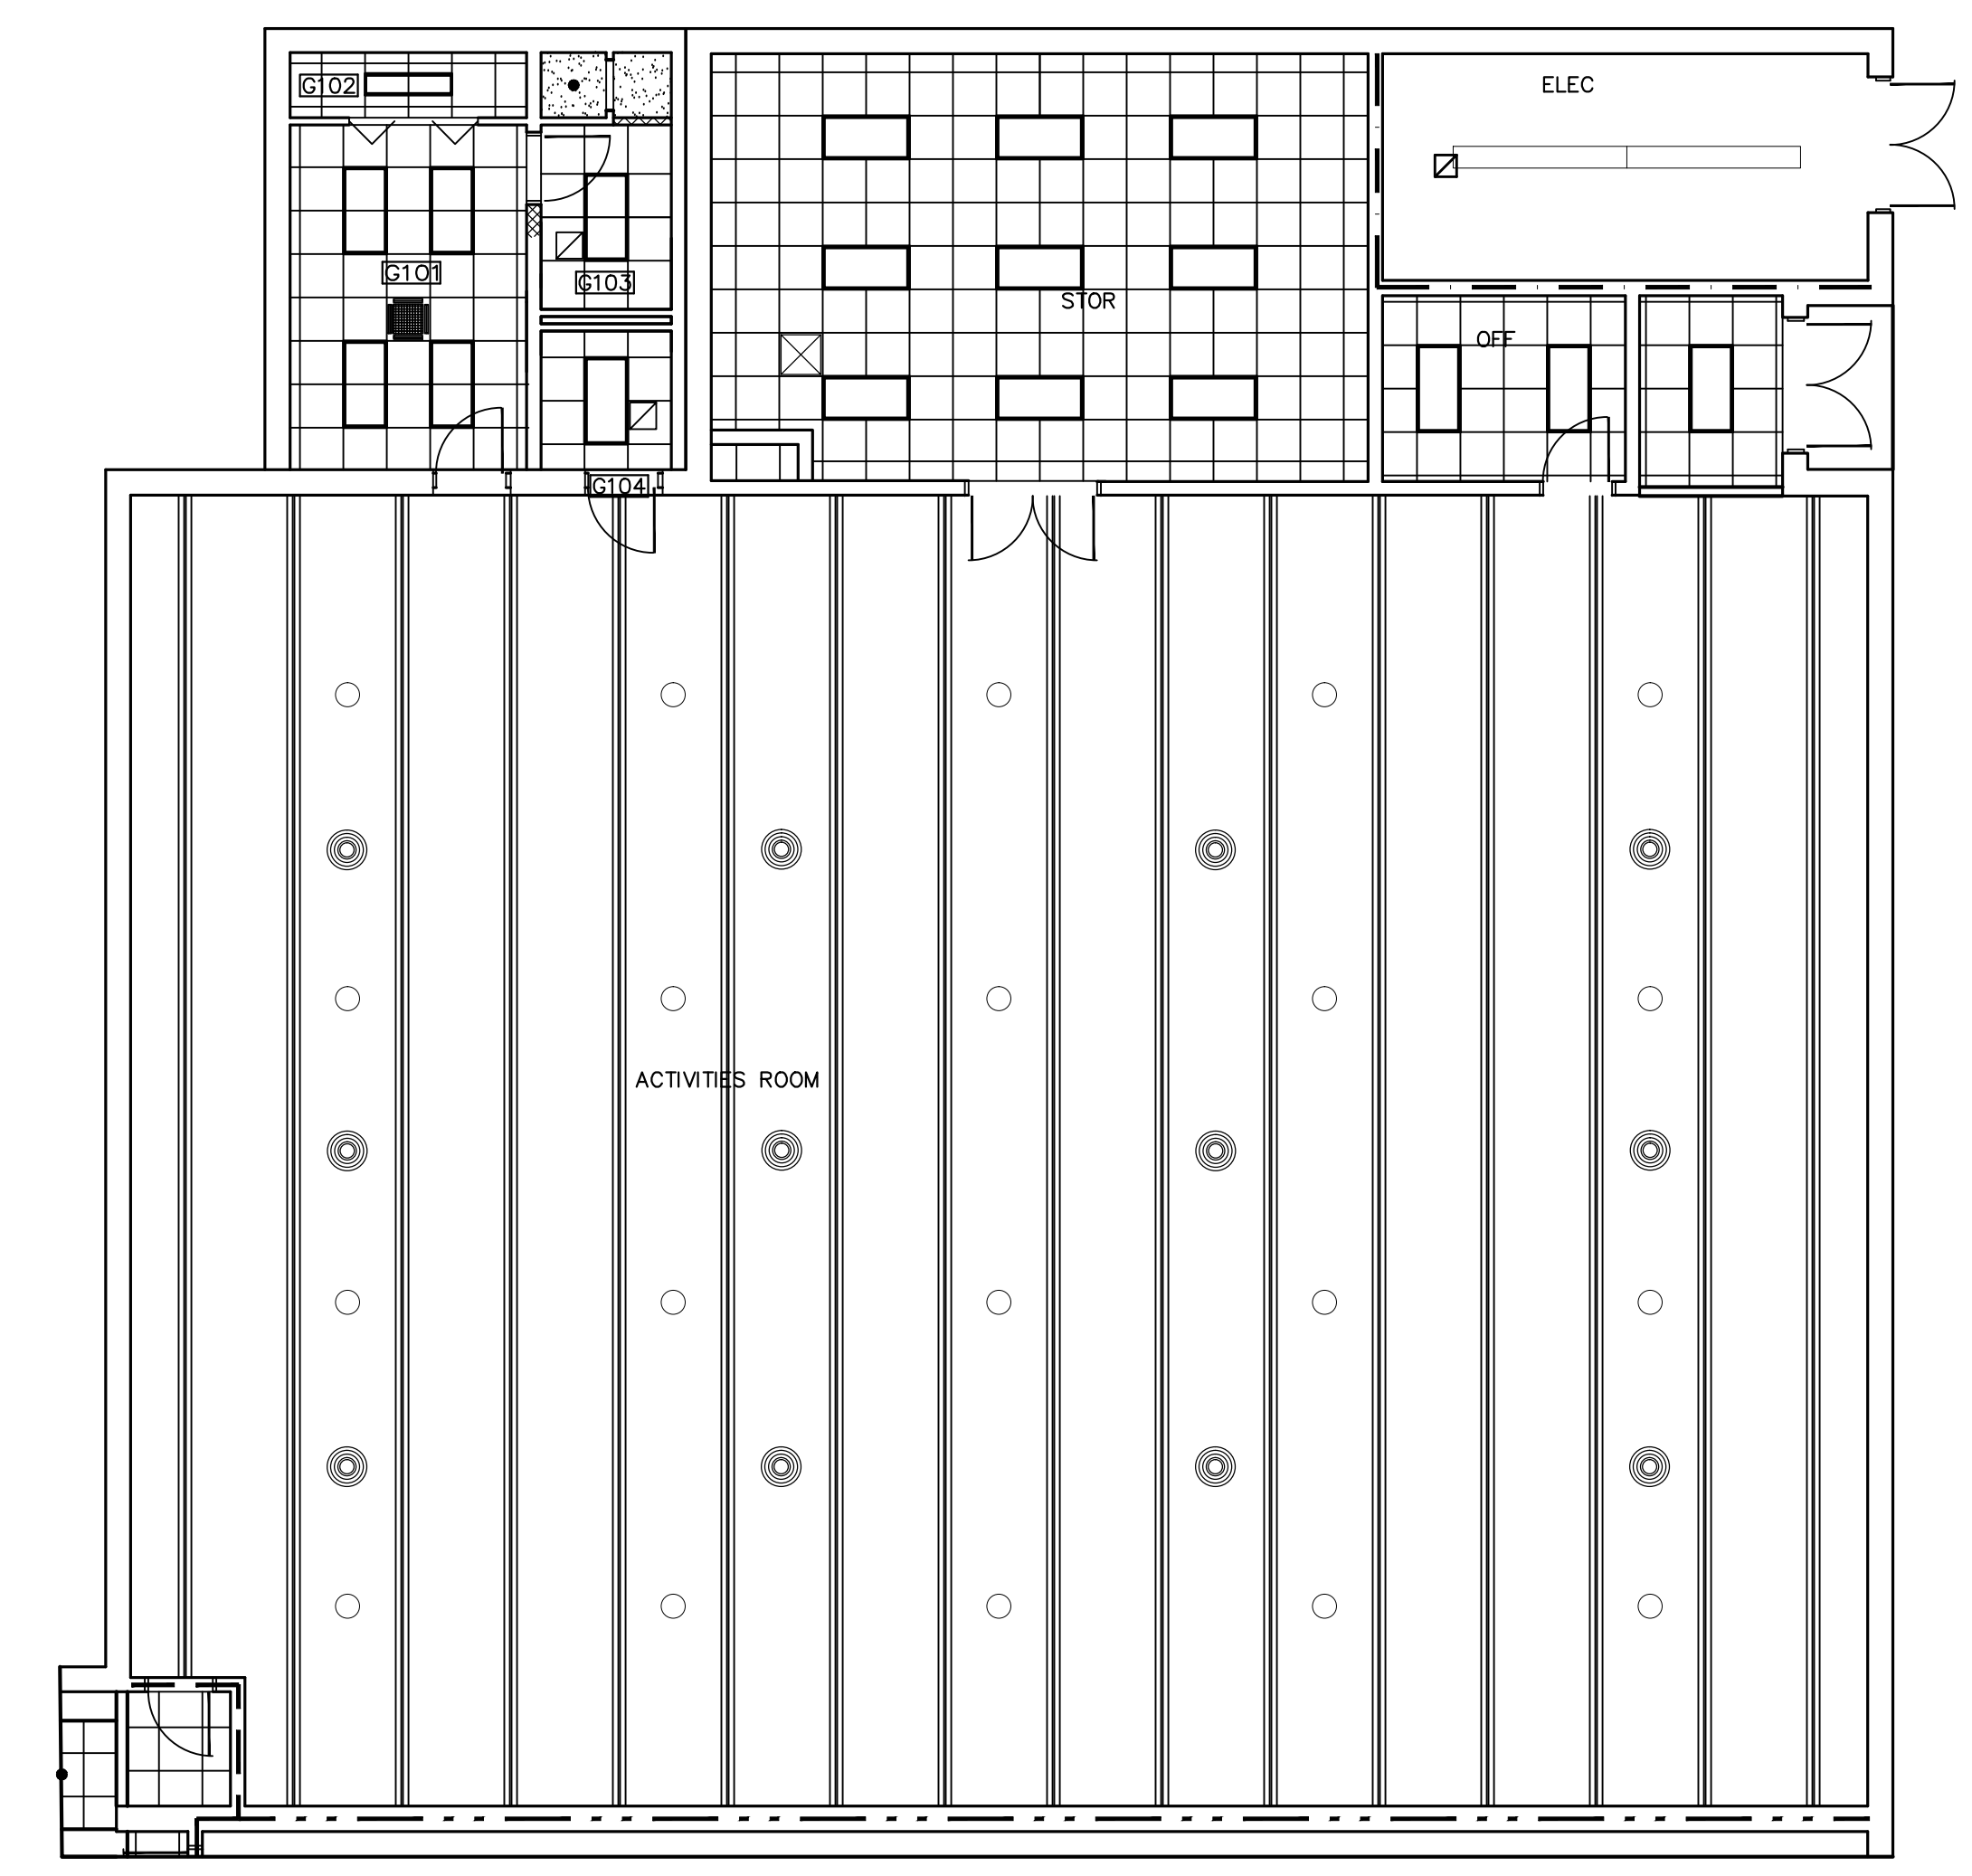 G102
ELEC
G101
G103
STOR
OFF
G104
ACTIVITIES ROOM